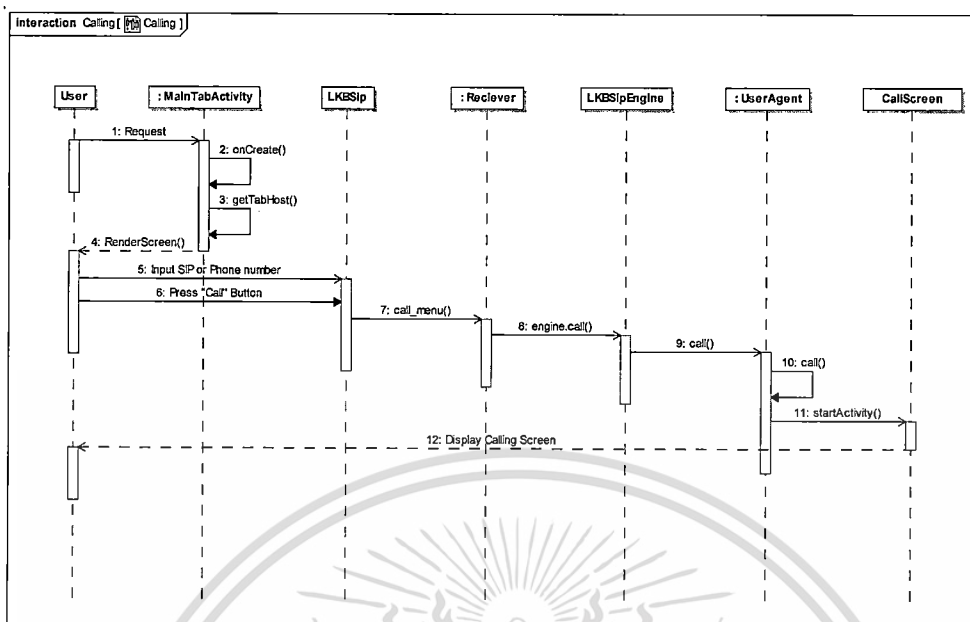 interaction Calling [ Calling ]
User
: MainTabActivity
LKBSip
: Reciever
LKBSipEngine
: UserAgent
CallScreen
1: Request
2: onCreate()
3: getTabHost()
4: RenderScreen()
5: Input SIP or Phone number
6: Press "Call" Button
7: call_menu()
8: engine.call()
9: call()
10: call()
11: startActivity()
12: Display Calling Screen